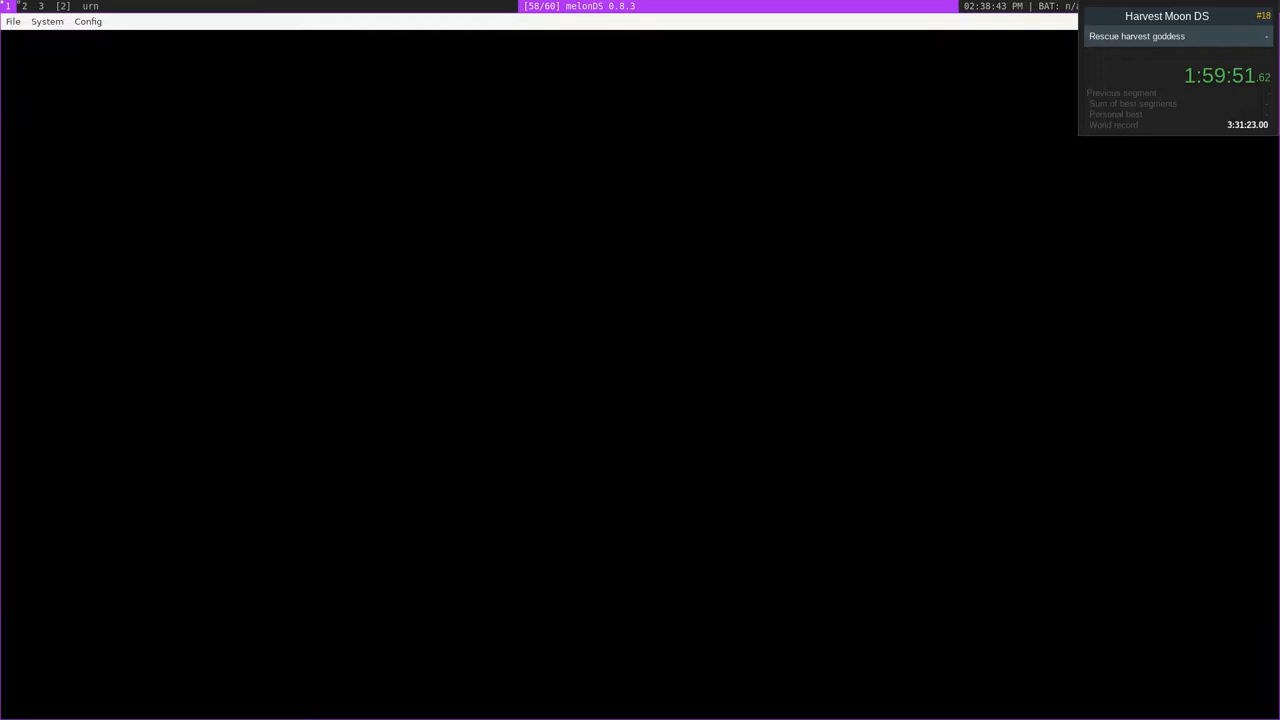 1 2 3 [2] urn
[58/60] melonDS 0.8.3
02:38:43 PM | BAT: n/a
File System Config
Harvest Moon DS #18
Rescue harvest goddess -
1:59:51.62
Previous segment -
Sum of best segments -
Personal best -
World record 3:31:23.00